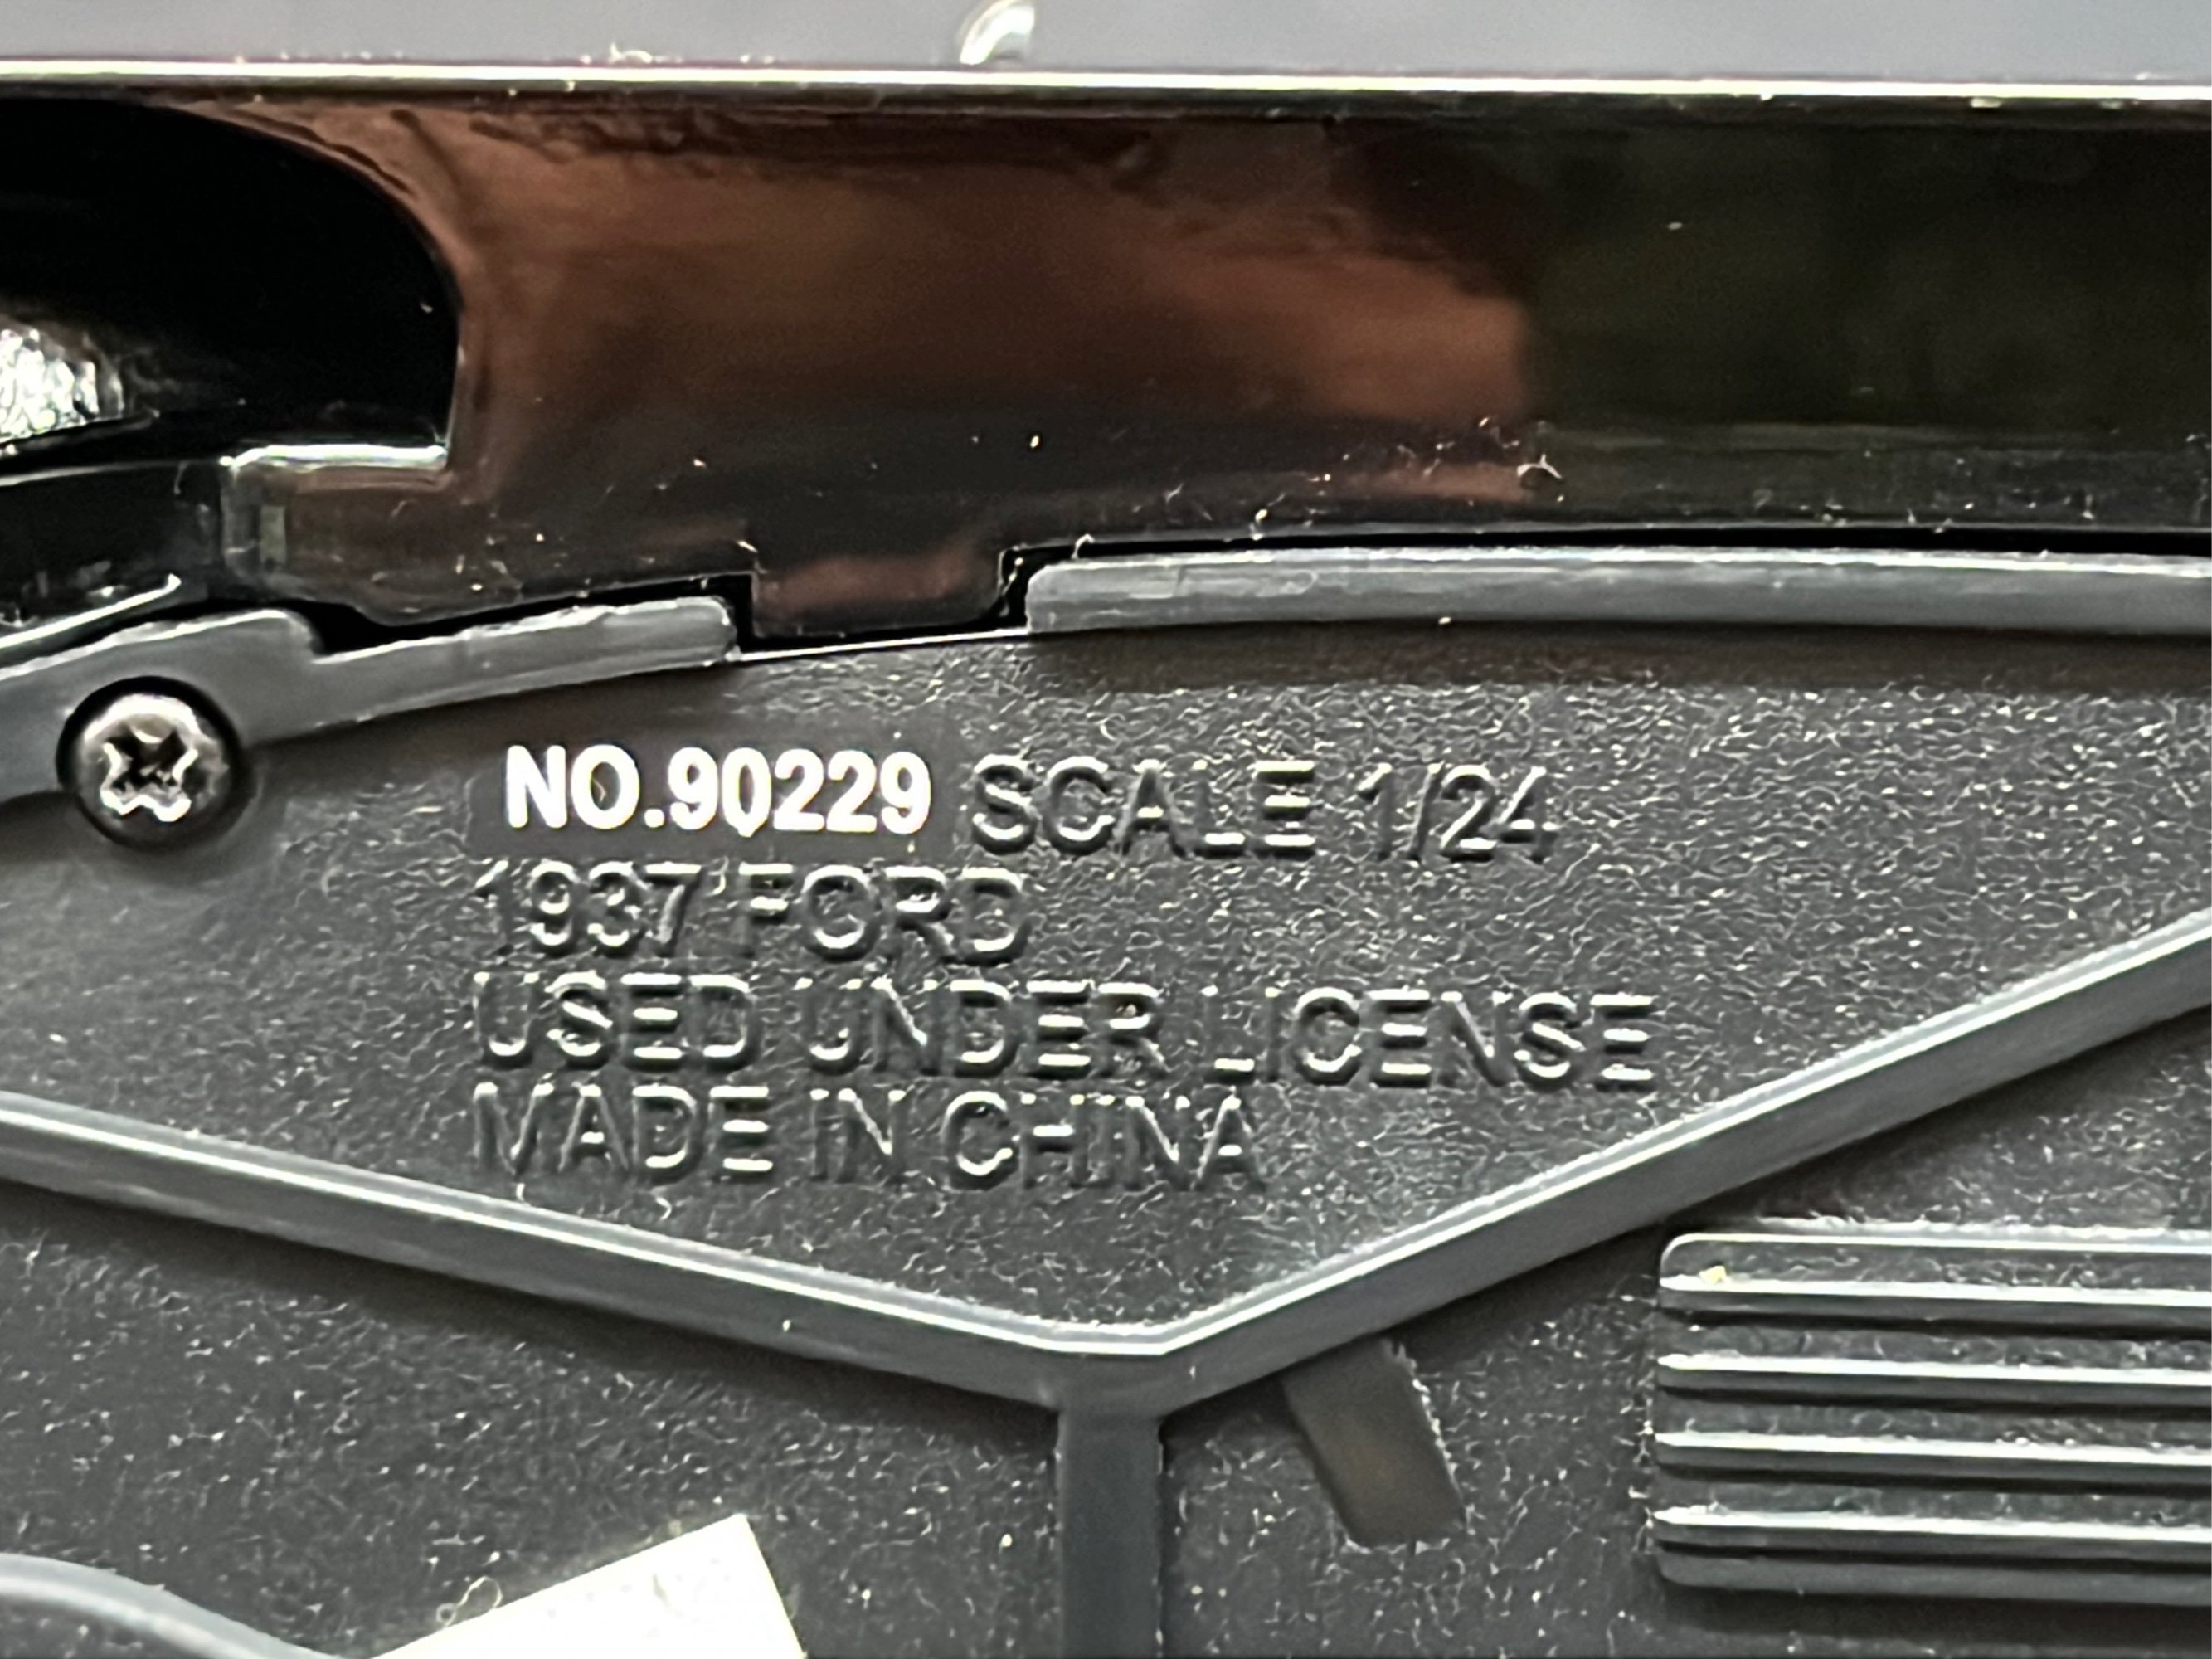 NO.90229 SCALE 1/24
1937 FORD
USED UNDER LICENSE
MADE IN CHINA